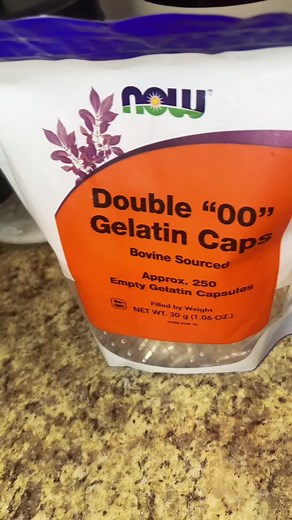 NOW
Double "00"
Gelatin Caps
Bovine Sourced
Approx. 250
Empty Gelatin Capsules
Filled by Weight
NET WT. 30 g (1.06 OZ.)